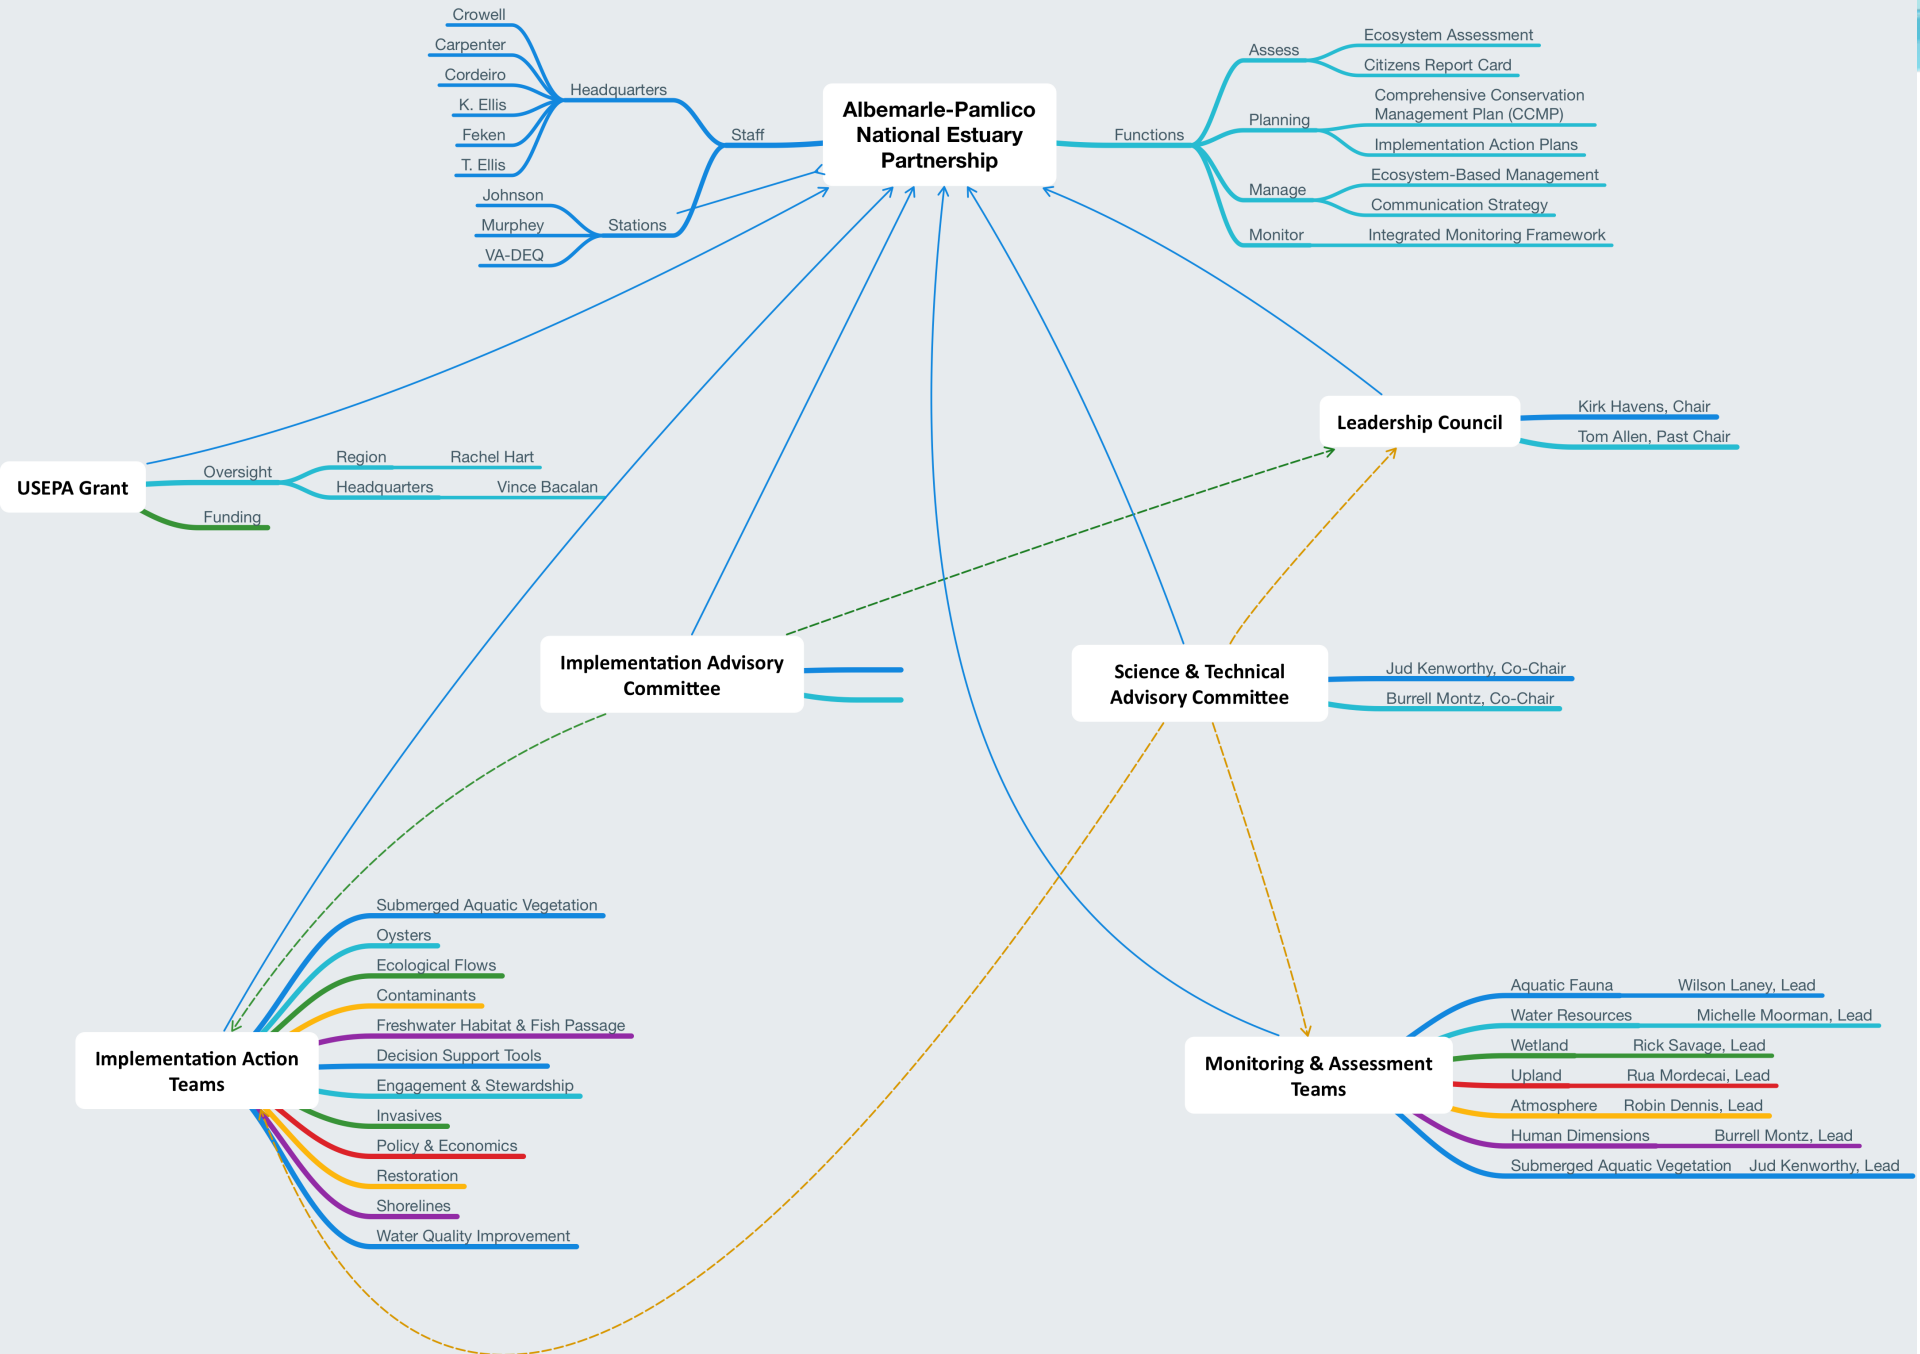 Crowell
Carpenter
Cordeiro
K. Ellis
Feken
T. Ellis
Headquarters
Johnson
Murphey
VA-DEQ
Stations
Staff
Albemarle-Pamlico
National Estuary
Partnership
Functions
Assess
Ecosystem Assessment
Citizens Report Card
Planning
Comprehensive Conservation
Management Plan (CCMP)
Implementation Action Plans
Manage
Ecosystem-Based Management
Communication Strategy
Monitor
Integrated Monitoring Framework
Leadership Council
Kirk Havens, Chair
Tom Allen, Past Chair
USEPA Grant
Oversight
Region
Rachel Hart
Headquarters
Vince Bacalan
Funding
Implementation Advisory
Committee
Science & Technical
Advisory Committee
Jud Kenworthy, Co-Chair
Burrell Montz, Co-Chair
Implementation Action
Teams
Submerged Aquatic Vegetation
Oysters
Ecological Flows
Contaminants
Freshwater Habitat & Fish Passage
Decision Support Tools
Engagement & Stewardship
Invasives
Policy & Economics
Restoration
Shorelines
Water Quality Improvement
Monitoring & Assessment
Teams
Aquatic Fauna
Wilson Laney, Lead
Water Resources
Michelle Moorman, Lead
Wetland
Rick Savage, Lead
Upland
Rua Mordecai, Lead
Atmosphere
Robin Dennis, Lead
Human Dimensions
Burrell Montz, Lead
Submerged Aquatic Vegetation
Jud Kenworthy, Lead